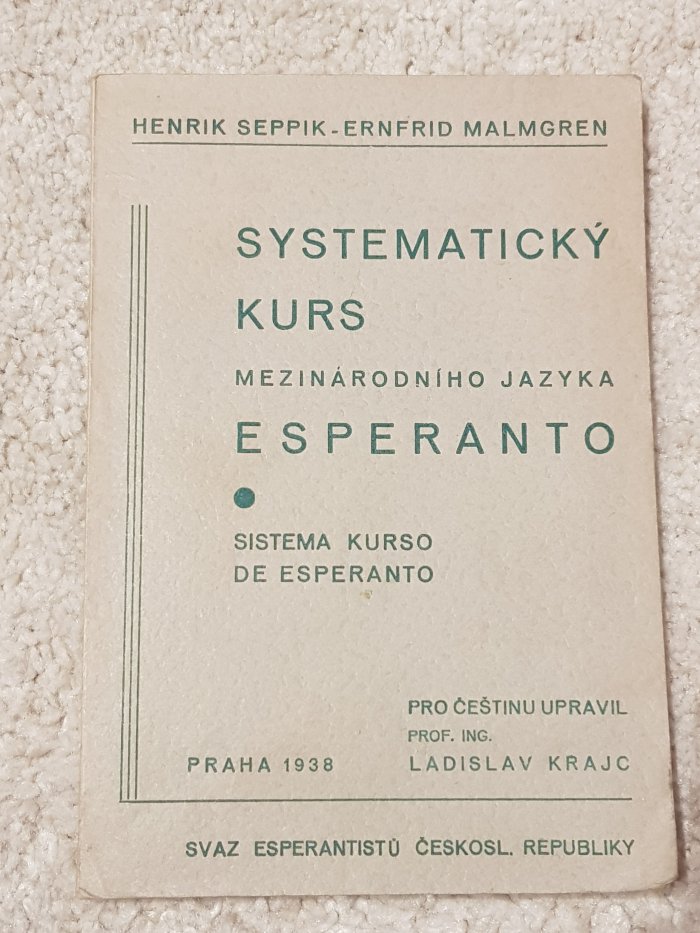 HENRIK SEPPIK-ERNFRID MALMGREN
SYSTEMATICKÝ
KURS
MEZINÁRODNÍHO JAZYKA
ESPERANTO
SISTEMA KURSO
DE ESPERANTO
PRO ČEŠTINU UPRAVIL
PROF. ING.
LADISLAV KRAJC
PRAHA 1938
SVAZ ESPERANTISTŮ ČESKOSL. REPUBLIKY